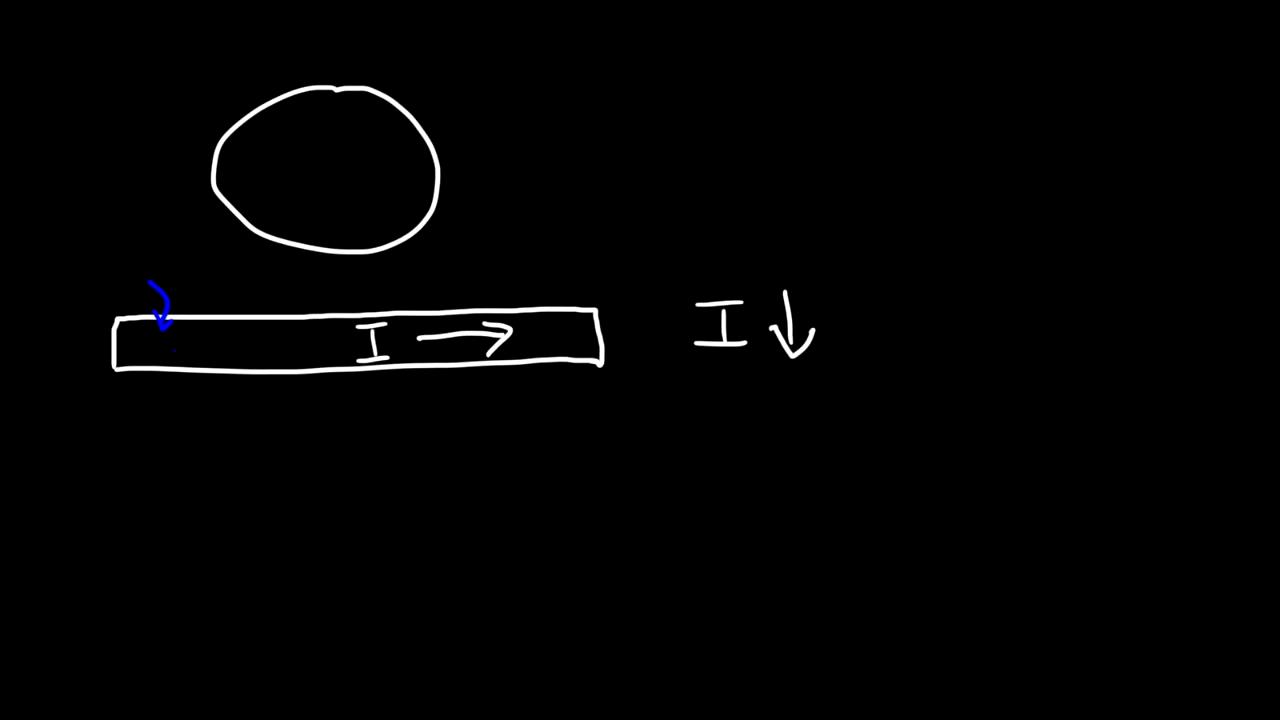 I → I ↓